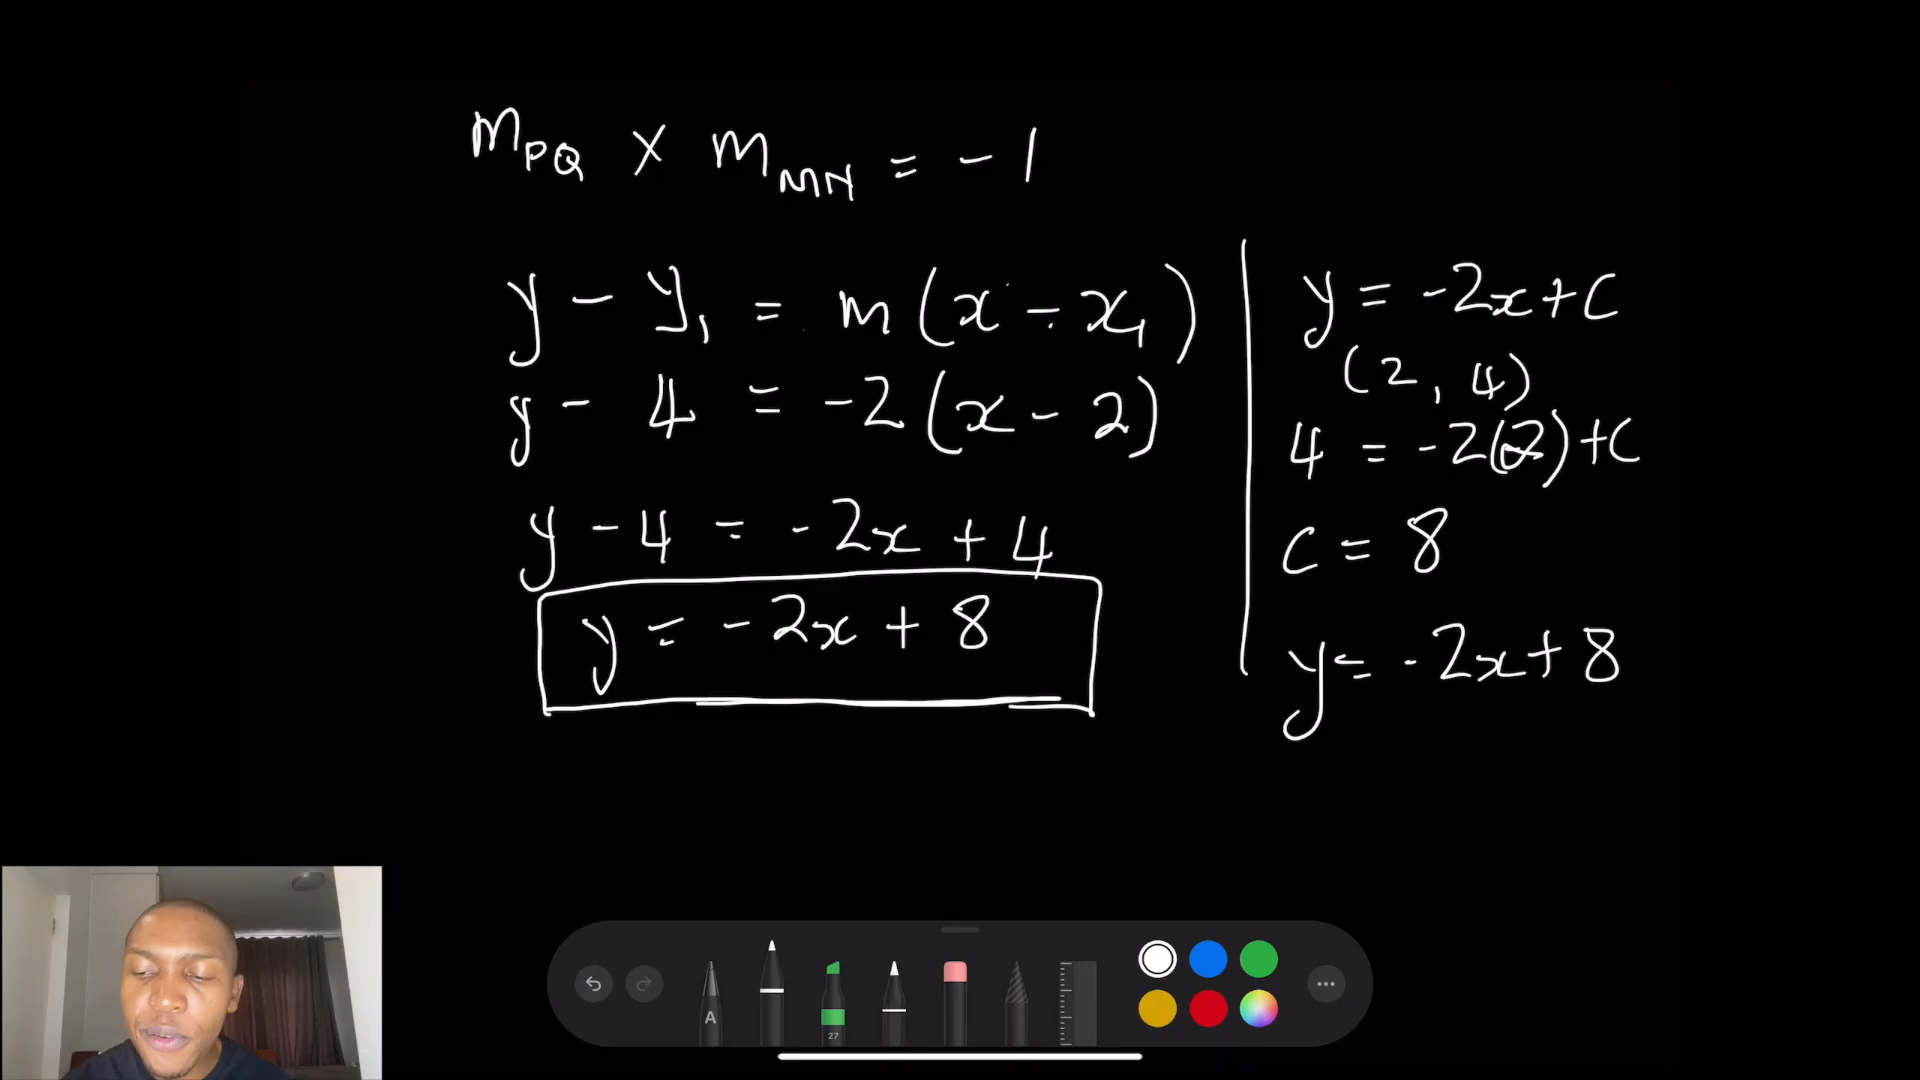 m_PQ × m_MN = -1
y - y₁ = m(x - x₁)
y - 4 = -2(x - 2)
y - 4 = -2x + 4
y = -2x + 8
y = -2x + c
(2, 4)
4 = -2(2) + c
c = 8
y = -2x + 8
A
27